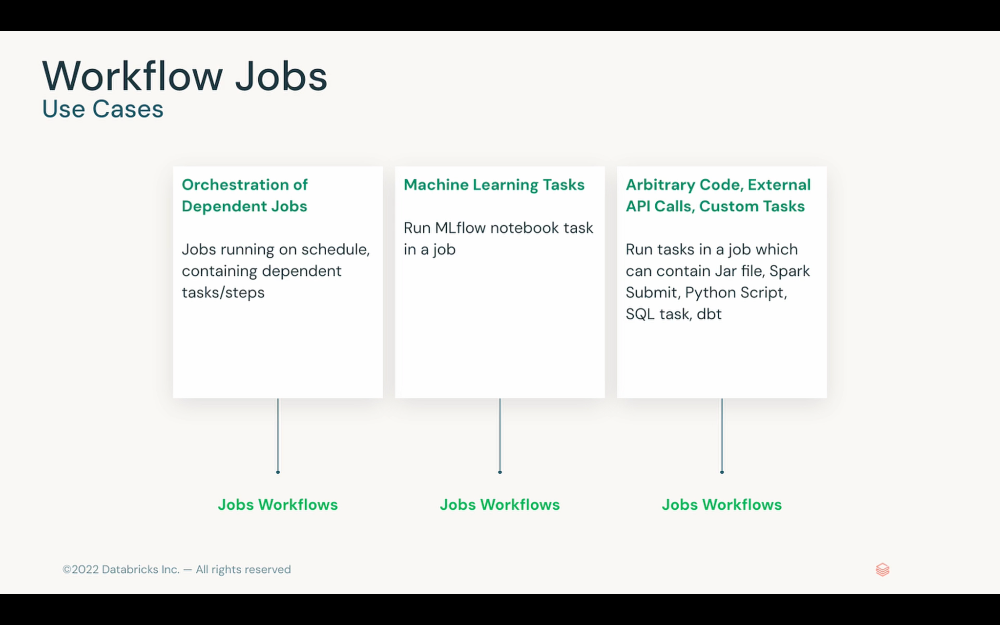 Workflow Jobs
Use Cases
Orchestration of
Dependent Jobs
Jobs running on schedule,
containing dependent
tasks/steps
Machine Learning Tasks
Run MLflow notebook task
in a job
Arbitrary Code, External
API Calls, Custom Tasks
Run tasks in a job which
can contain Jar file, Spark
Submit, Python Script,
SQL task, dbt
Jobs Workflows
Jobs Workflows
Jobs Workflows
©2022 Databricks Inc. — All rights reserved